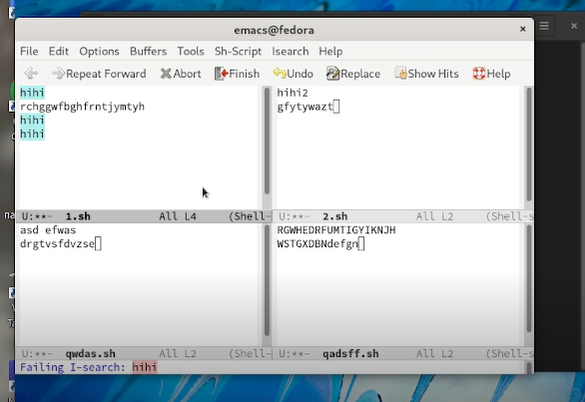 emacs@fedora
×
×
File Edit Options Buffers Tools Sh-Script Isearch Help
Repeat Forward Abort Finish Undo Replace Show Hits Help
hihi
rchggwfbghfrntjymtyh
hihi
hihi
U:**- 1.sh All L4 (Shell-
hihi2
gfytywazt
U:**- 2.sh All L2 (Shell-s
asd efwas
drgtvsfdvzse
U:**- qwdas.sh All L2 (Shell-
RGWHEDRFUMTIGYIKNJH
WSTGXDBNdefgn
U:**- qadsff.sh All L2 (Shell-s
Failing I-search: hihi